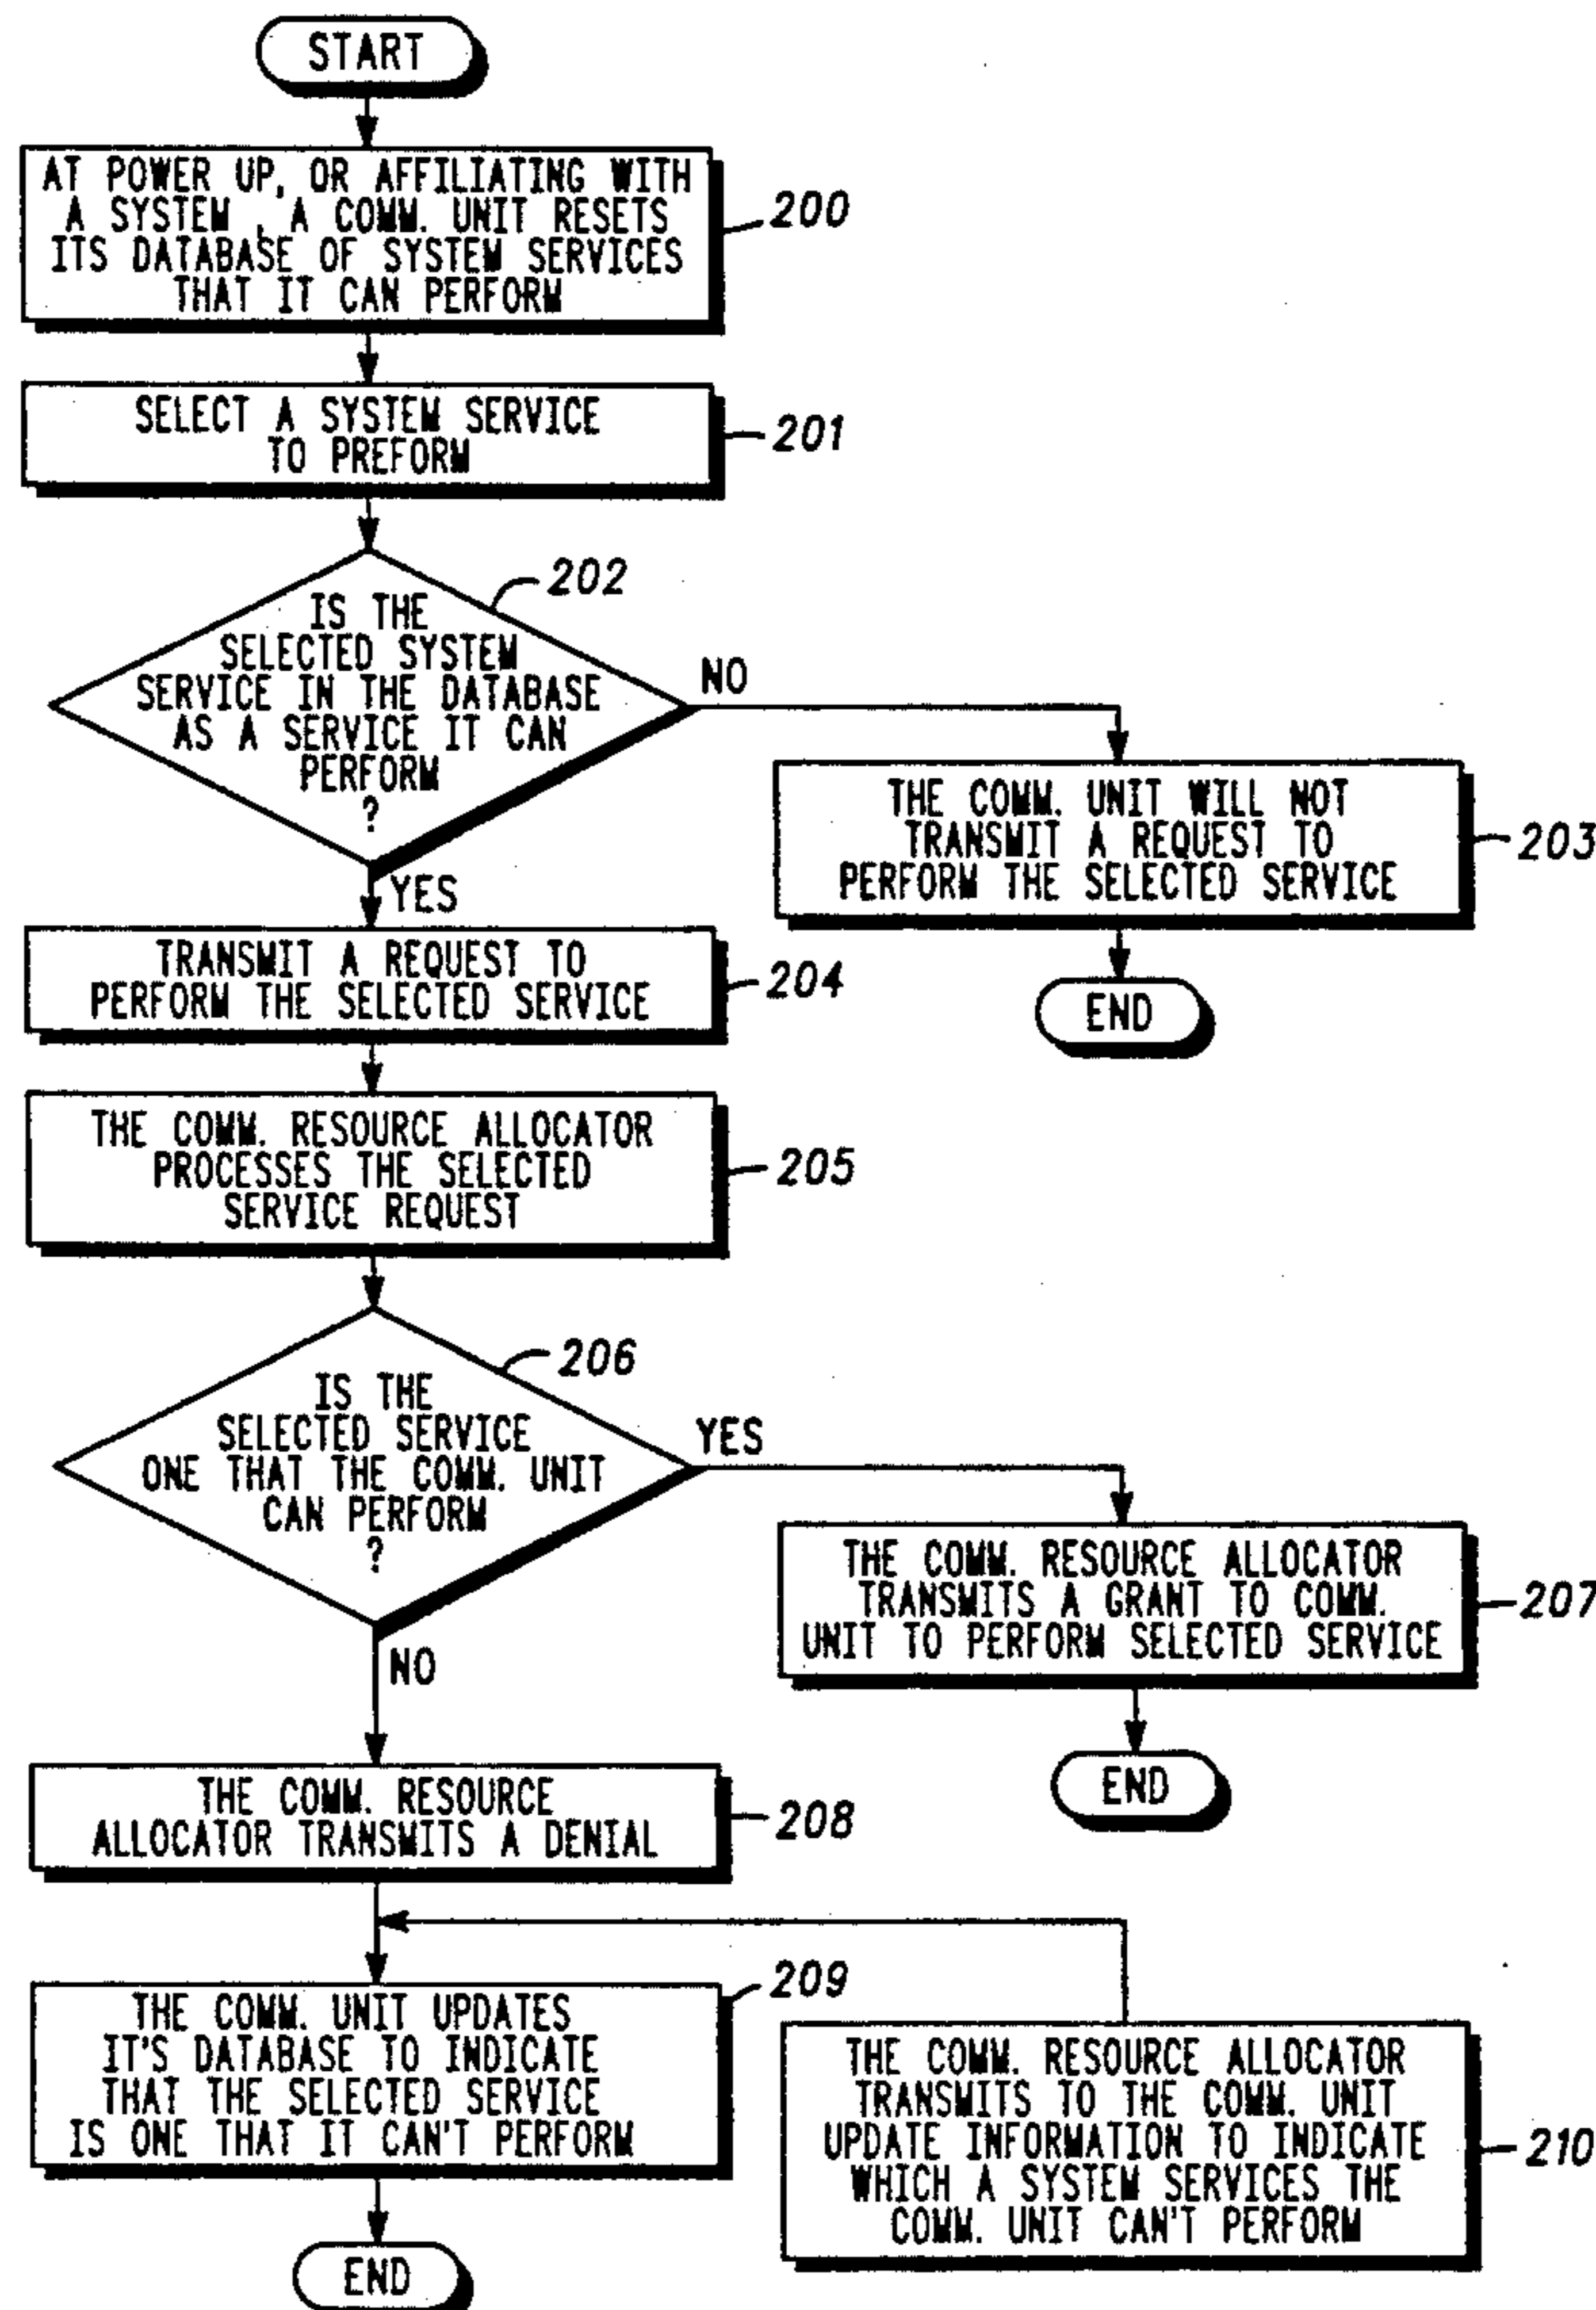 START
AT POWER UP, OR AFFILIATING WITH
A SYSTEM, A COMM. UNIT RESETS
ITS DATABASE OF SYSTEM SERVICES
THAT IT CAN PERFORM
200
SELECT A SYSTEM SERVICE
TO PREFORM
201
202
IS THE
SELECTED SYSTEM
SERVICE IN THE DATABASE
AS A SERVICE IT CAN
PERFORM
?
NO
THE COMM. UNIT WILL NOT
TRANSMIT A REQUEST TO
PERFORM THE SELECTED SERVICE
203
END
YES
TRANSMIT A REQUEST TO
PERFORM THE SELECTED SERVICE
204
THE COMM. RESOURCE ALLOCATOR
PROCESSES THE SELECTED
SERVICE REQUEST
205
206
IS THE
SELECTED SERVICE
ONE THAT THE COMM. UNIT
CAN PERFORM
?
YES
THE COMM. RESOURCE ALLOCATOR
TRANSMITS A GRANT TO COMM.
UNIT TO PERFORM SELECTED SERVICE
207
END
NO
THE COMM. RESOURCE
ALLOCATOR TRANSMITS A DENIAL
208
209
THE COMM. UNIT UPDATES
IT'S DATABASE TO INDICATE
THAT THE SELECTED SERVICE
IS ONE THAT IT CAN'T PERFORM
THE COMM. RESOURCE ALLOCATOR
TRANSMITS TO THE COMM. UNIT
UPDATE INFORMATION TO INDICATE
WHICH A SYSTEM SERVICES THE
COMM. UNIT CAN'T PERFORM
210
END